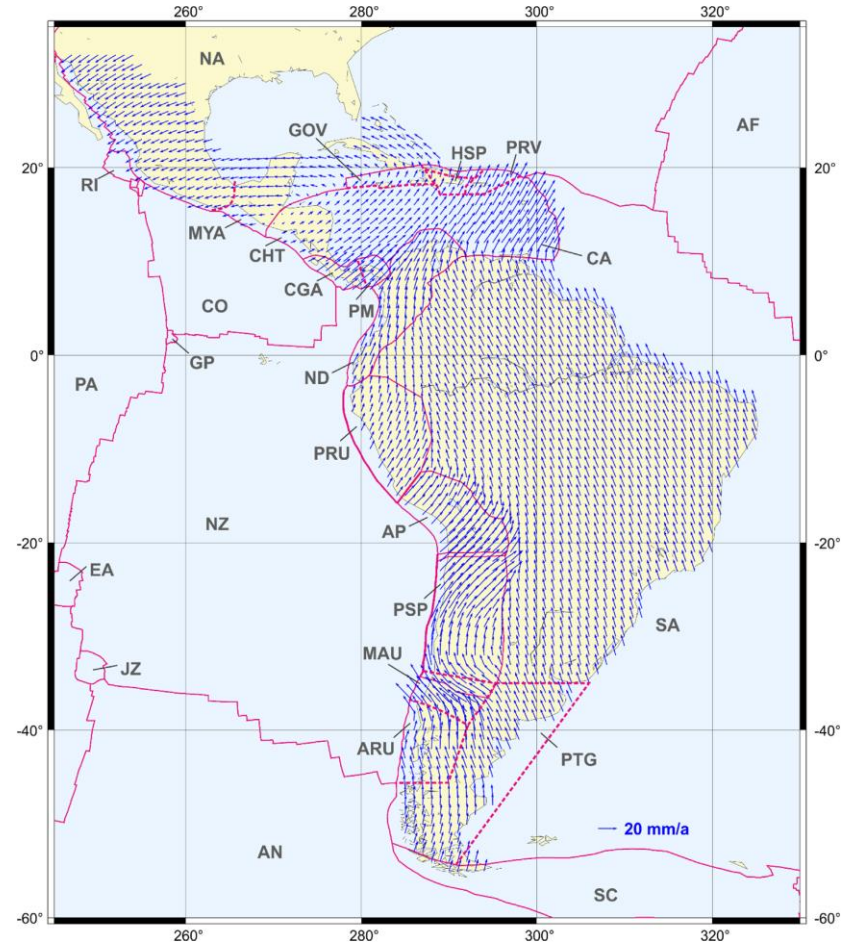 260° 280° 300° 320°
NA
GOV
HSP PRV
AF
20° 20°
RI
MYA
CHT
CA
CGA
CO
PM
0° 0°
GP
ND
PA
PRU
NZ
AP
-20° -20°
EA
PSP
SA
MAU
JZ
-40° -40°
ARU
PTG
20 mm/a
AN
SC
-60° -60°
260° 280° 300° 320°